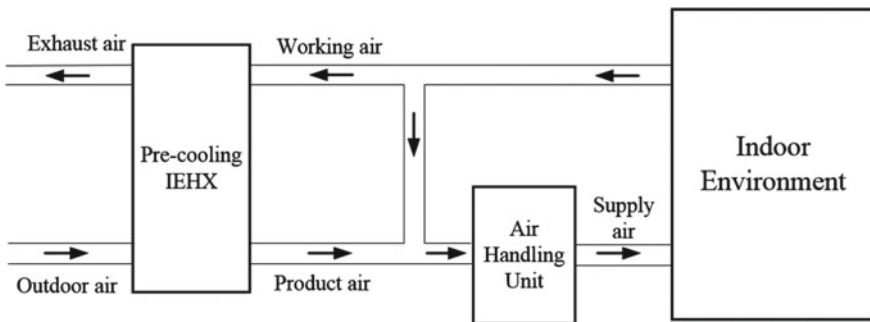 Exhaust air
Working air
Pre-cooling
IEHX
Indoor
Environment
Air
Handling
Unit
Supply
air
Outdoor air
Product air